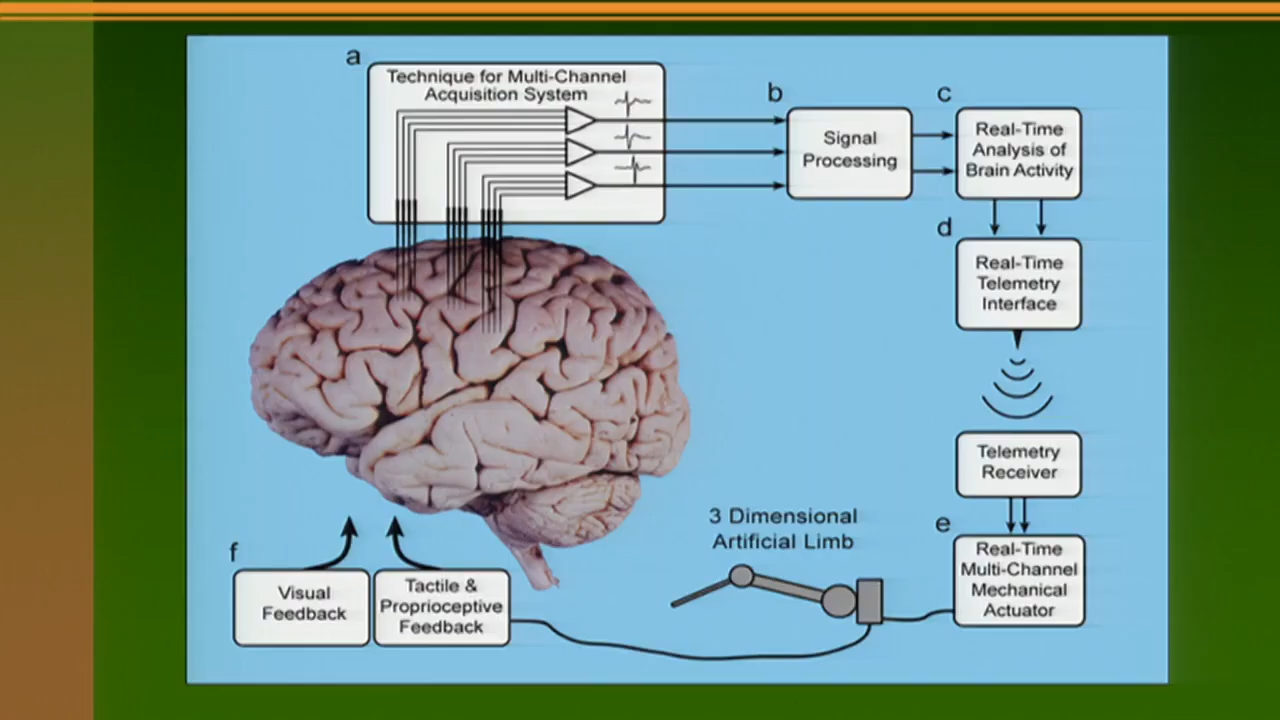 a
Technique for Multi-Channel
Acquisition System
b
Signal
Processing
c
Real-Time
Analysis of
Brain Activity
d
Real-Time
Telemetry
Interface
Telemetry
Receiver
e
Real-Time
Multi-Channel
Mechanical
Actuator
3 Dimensional
Artificial Limb
f
Visual
Feedback
Tactile &
Proprioceptive
Feedback